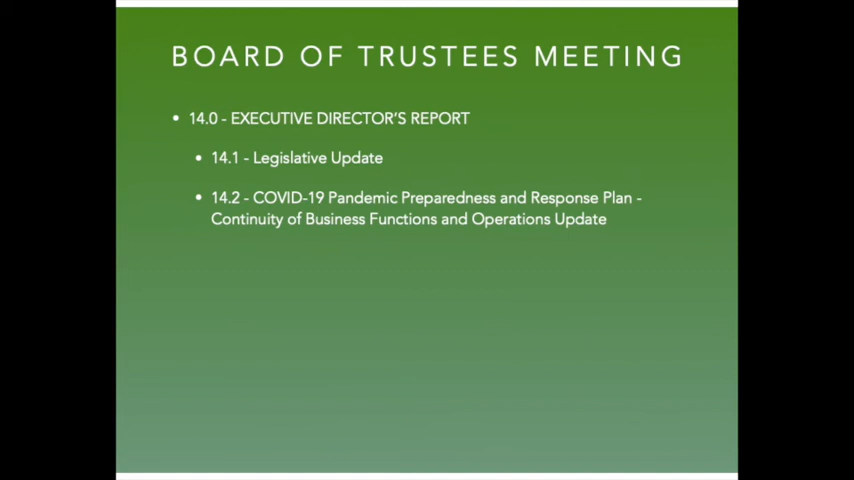 BOARD OF TRUSTEES MEETING
• 14.0 - EXECUTIVE DIRECTOR'S REPORT
• 14.1 - Legislative Update
• 14.2 - COVID-19 Pandemic Preparedness and Response Plan -
Continuity of Business Functions and Operations Update